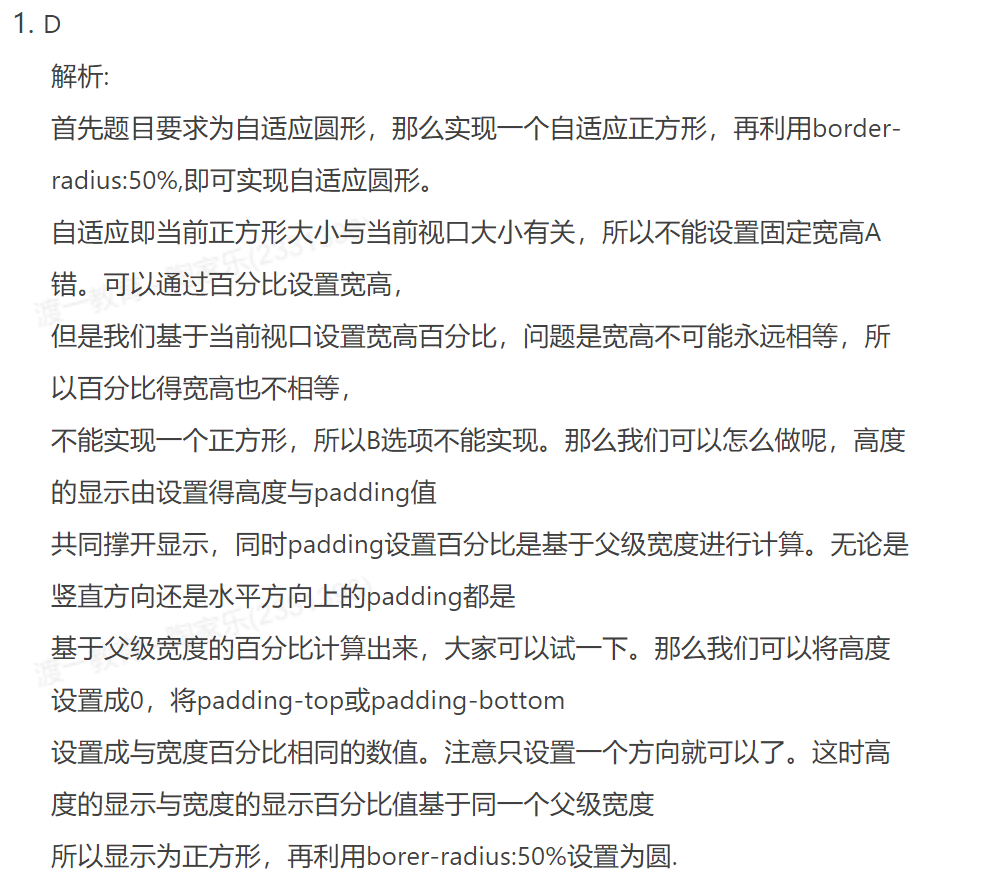 1. D
解析:
首先题目要求为自适应圆形，那么实现一个自适应正方形，再利用border-
radius:50%,即可实现自适应圆形。
自适应即当前正方形大小与当前视口大小有关，所以不能设置固定宽高A
错。可以通过百分比设置宽高，
但是我们基于当前视口设置宽高百分比，问题是宽高不可能永远相等，所
以百分比得宽高也不相等，
不能实现一个正方形，所以B选项不能实现。那么我们可以怎么做呢，高度
的显示由设置得高度与padding值
共同撑开显示，同时padding设置百分比是基于父级宽度进行计算。无论是
竖直方向还是水平方向上的padding都是
基于父级宽度的百分比计算出来，大家可以试一下。那么我们可以将高度
设置成0，将padding-top或padding-bottom
设置成与宽度百分比相同的数值。注意只设置一个方向就可以了。这时高
度的显示与宽度的显示百分比值基于同一个父级宽度
所以显示为正方形，再利用borer-radius:50%设置为圆.